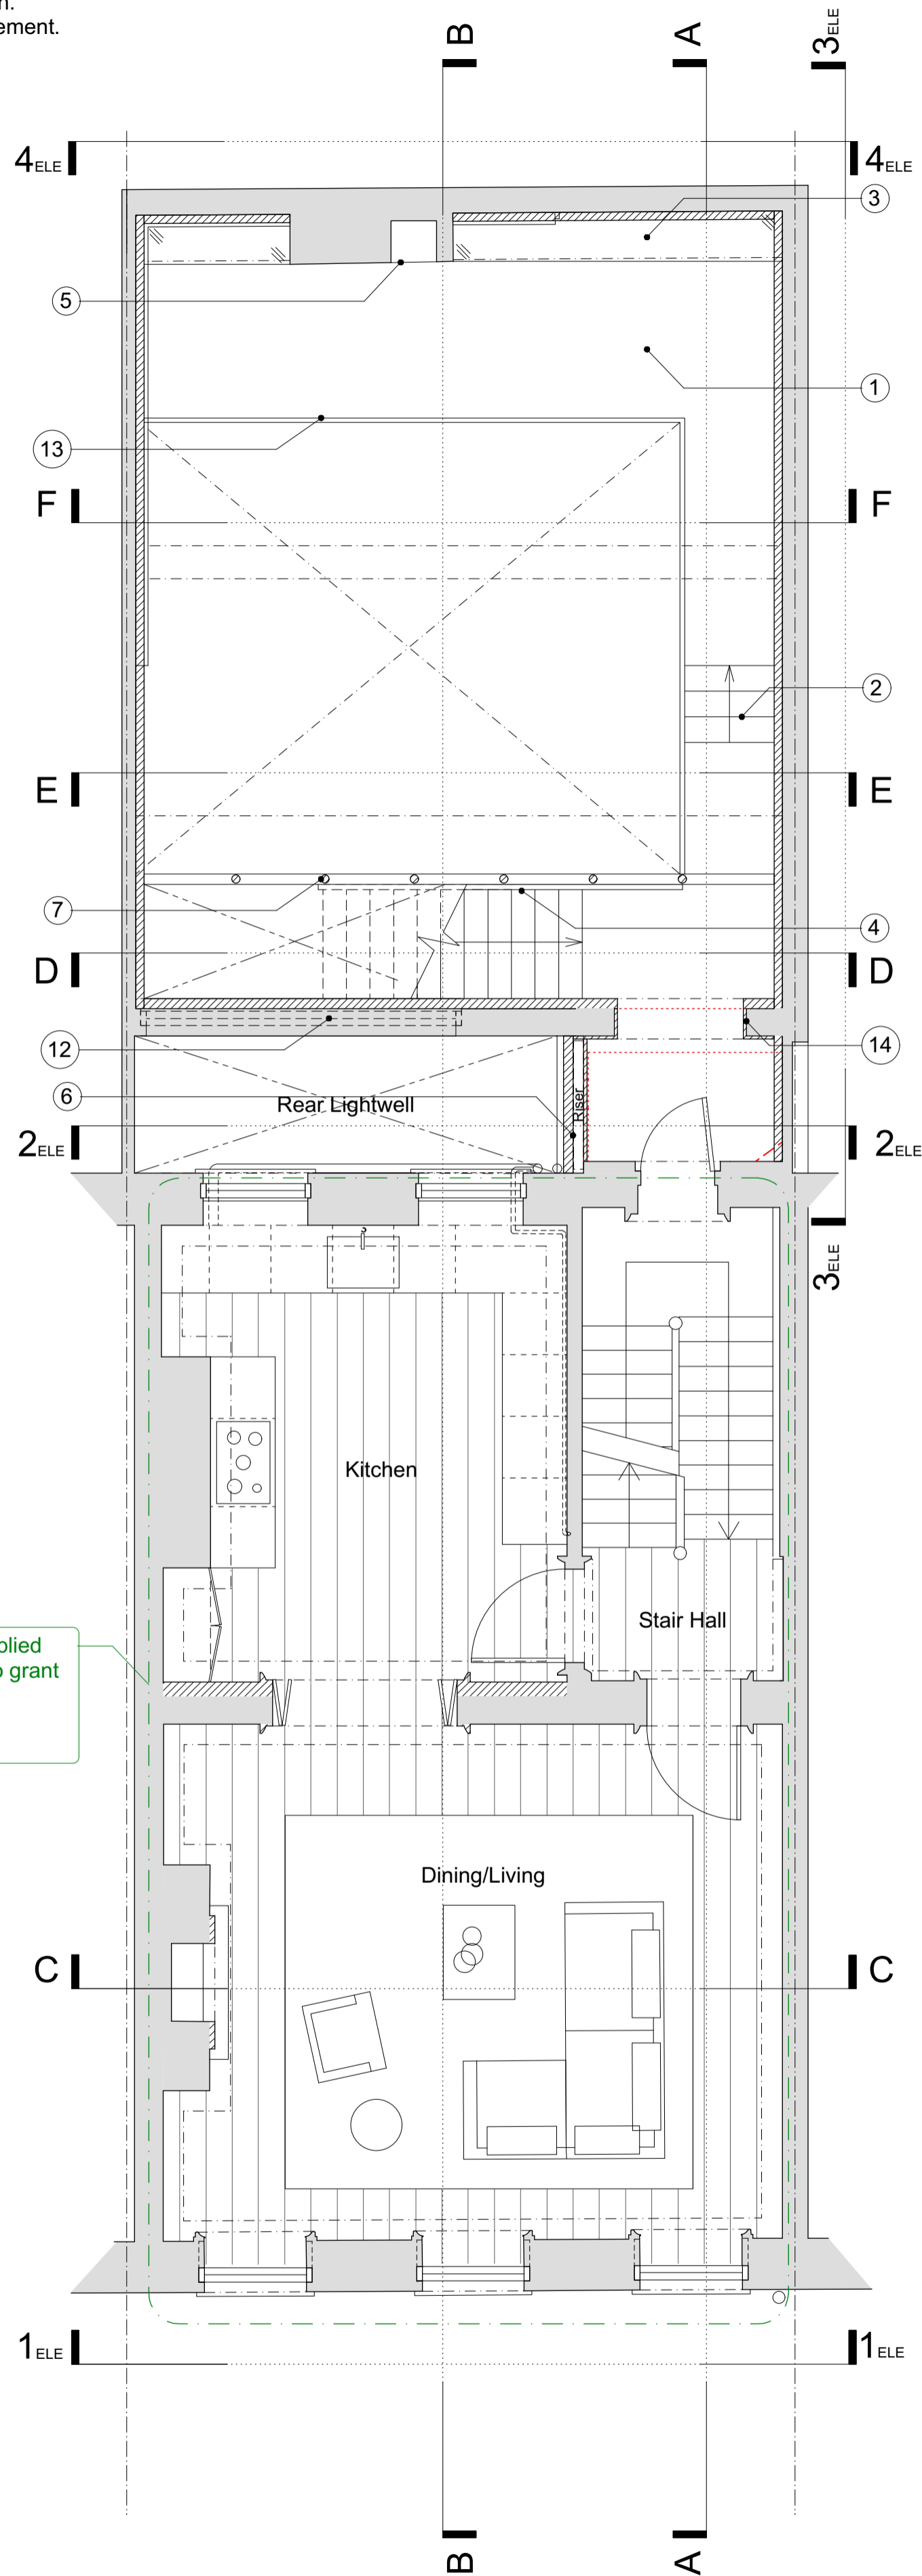 n.
ement.
B
A
3ELE
4ELE
4ELE
3
5
1
13
F
F
2
E
E
7
4
D
D
12
14
6
Rear Lightwell
Riser
2ELE
2ELE
3ELE
Kitchen
Stair Hall
plied
o grant
Dining/Living
C
C
1ELE
1ELE
B
A